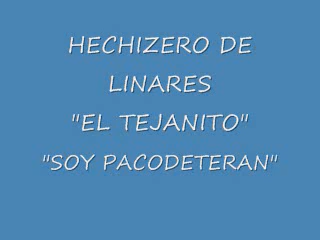 HECHIZERO DE
LINARES
"EL TEJANITO"
"SOY PACODETERAN"